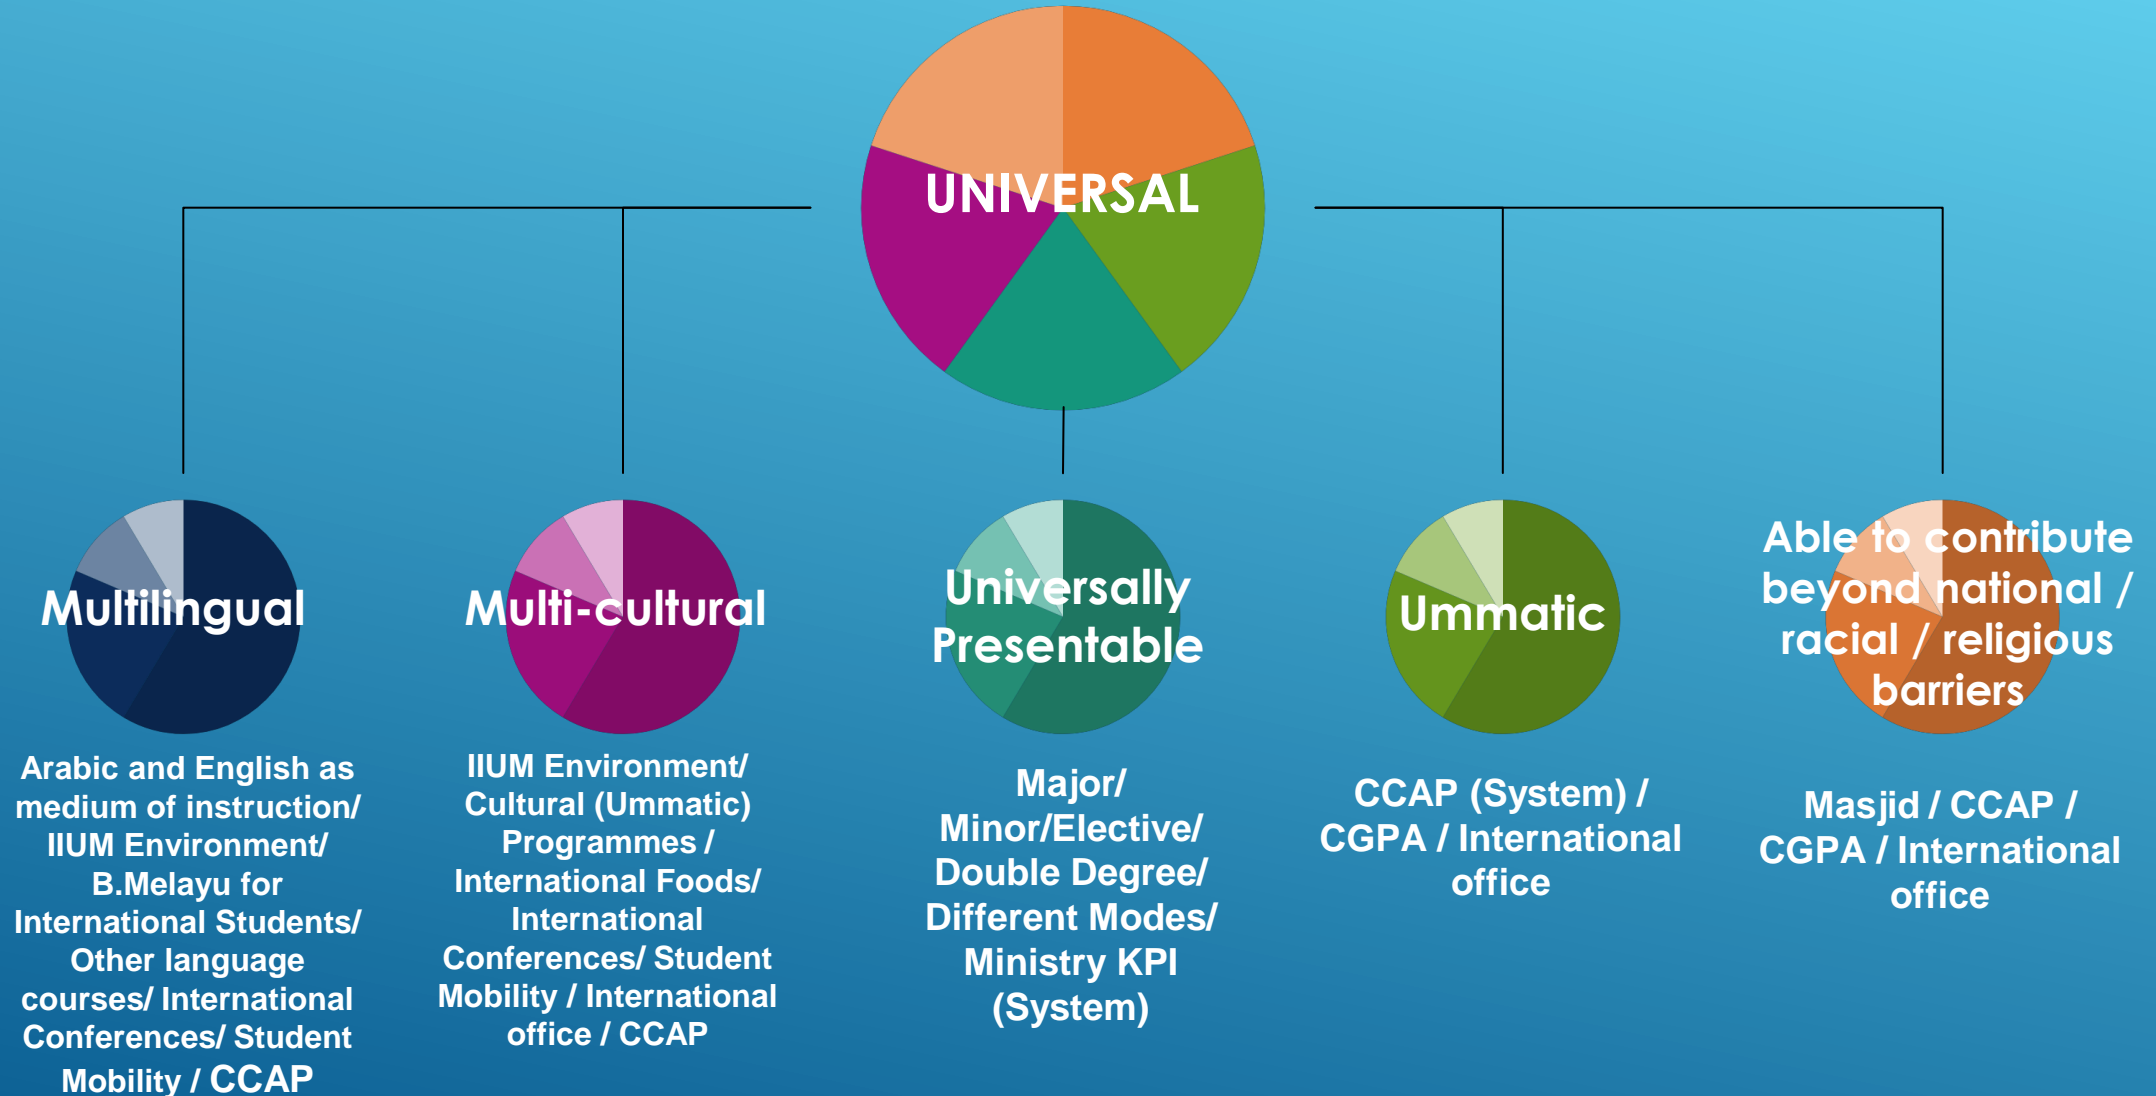 UNIVERSAL
Multilingual
Arabic and English as
medium of instruction/
IIUM Environment/
B.Melayu for
International Students/
Other language
courses/ International
Conferences/ Student
Mobility / CCAP
Multi-cultural
IIUM Environment/
Cultural (Ummatic)
Programmes /
International Foods/
International
Conferences/ Student
Mobility / International
office / CCAP
Universally
Presentable
Major/
Minor/Elective/
Double Degree/
Different Modes/
Ministry KPI
(System)
Ummatic
CCAP (System) /
CGPA / International
office
Able to contribute
beyond national /
racial / religious
barriers
Masjid / CCAP /
CGPA / International
office